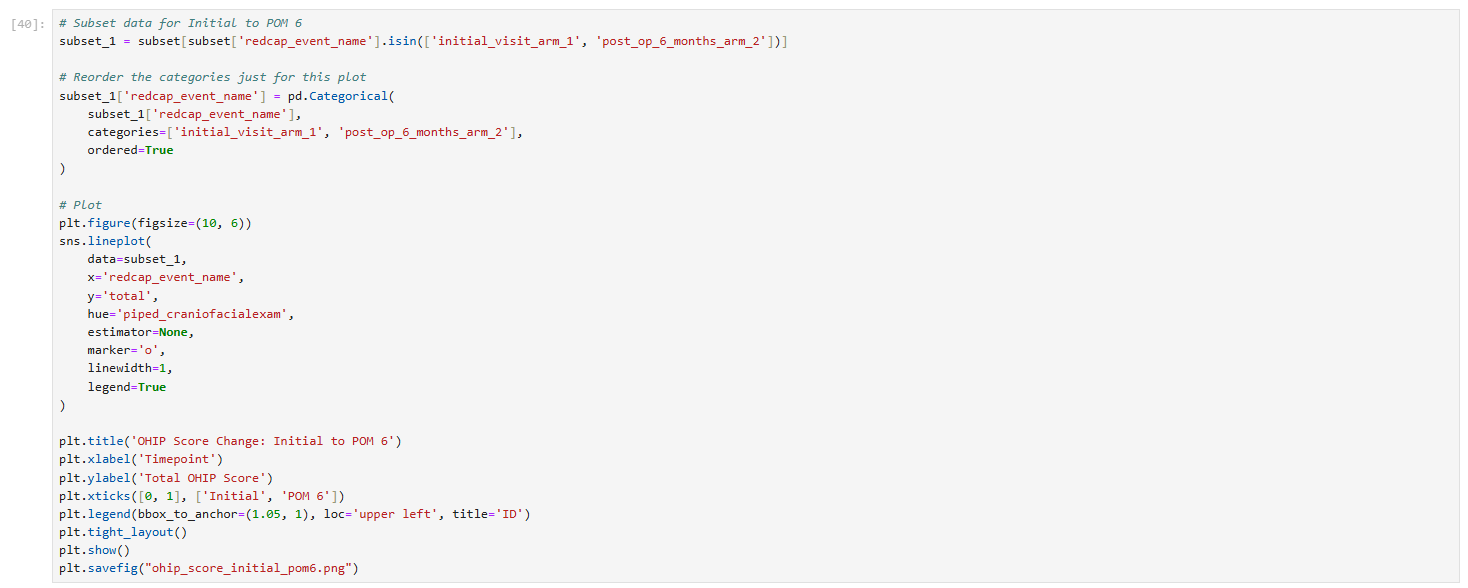 [40]:
# Subset data for Initial to POM 6
subset_1 = subset[subset['redcap_event_name'].isin(['initial_visit_arm_1', 'post_op_6_months_arm_2'])]

# Reorder the categories just for this plot
subset_1['redcap_event_name'] = pd.Categorical(
    subset_1['redcap_event_name'],
    categories=['initial_visit_arm_1', 'post_op_6_months_arm_2'],
    ordered=True
)

# Plot
plt.figure(figsize=(10, 6))
sns.lineplot(
    data=subset_1,
    x='redcap_event_name',
    y='total',
    hue='piped_craniofacialexam',
    estimator=None,
    marker='o',
    linewidth=1,
    legend=True
)

plt.title('OHIP Score Change: Initial to POM 6')
plt.xlabel('Timepoint')
plt.ylabel('Total OHIP Score')
plt.xticks([0, 1], ['Initial', 'POM 6'])
plt.legend(bbox_to_anchor=(1.05, 1), loc='upper left', title='ID')
plt.tight_layout()
plt.show()
plt.savefig("ohip_score_initial_pom6.png")